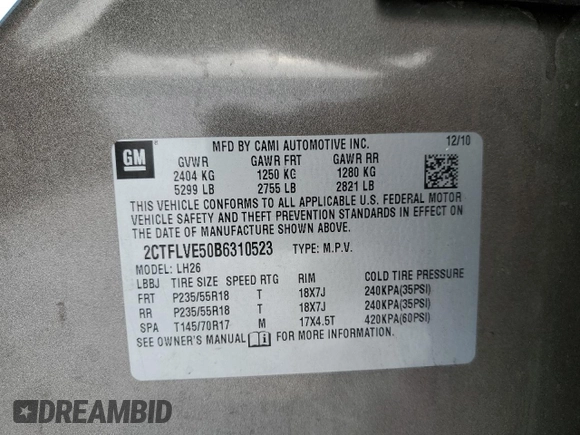 GM
MFD BY CAMI AUTOMOTIVE INC. 12/10
GVWR GAWR FRT GAWR RR
2404 KG 1250 KG 1280 KG
5299 LB 2755 LB 2821 LB
THIS VEHICLE CONFORMS TO ALL APPLICABLE U.S. FEDERAL MOTOR
VEHICLE SAFETY AND THEFT PREVENTION STANDARDS IN EFFECT ON
THE DATE OF MANUFACTURE SHOWN ABOVE.
2CTFLVE50B6310523 TYPE: M.P.V.
MODEL: LH26
LBBJ TIRE SIZE SPEED RTG RIM COLD TIRE PRESSURE
FRT P235/55R18 T 18X7J 240KPA(35PSI)
RR P235/55R18 T 18X7J 240KPA(35PSI)
SPA T145/70R17 M 17X4.5T 420KPA(60PSI)
SEE OWNER'S MANUAL FOR MORE INFORMATION.
DREAMBID